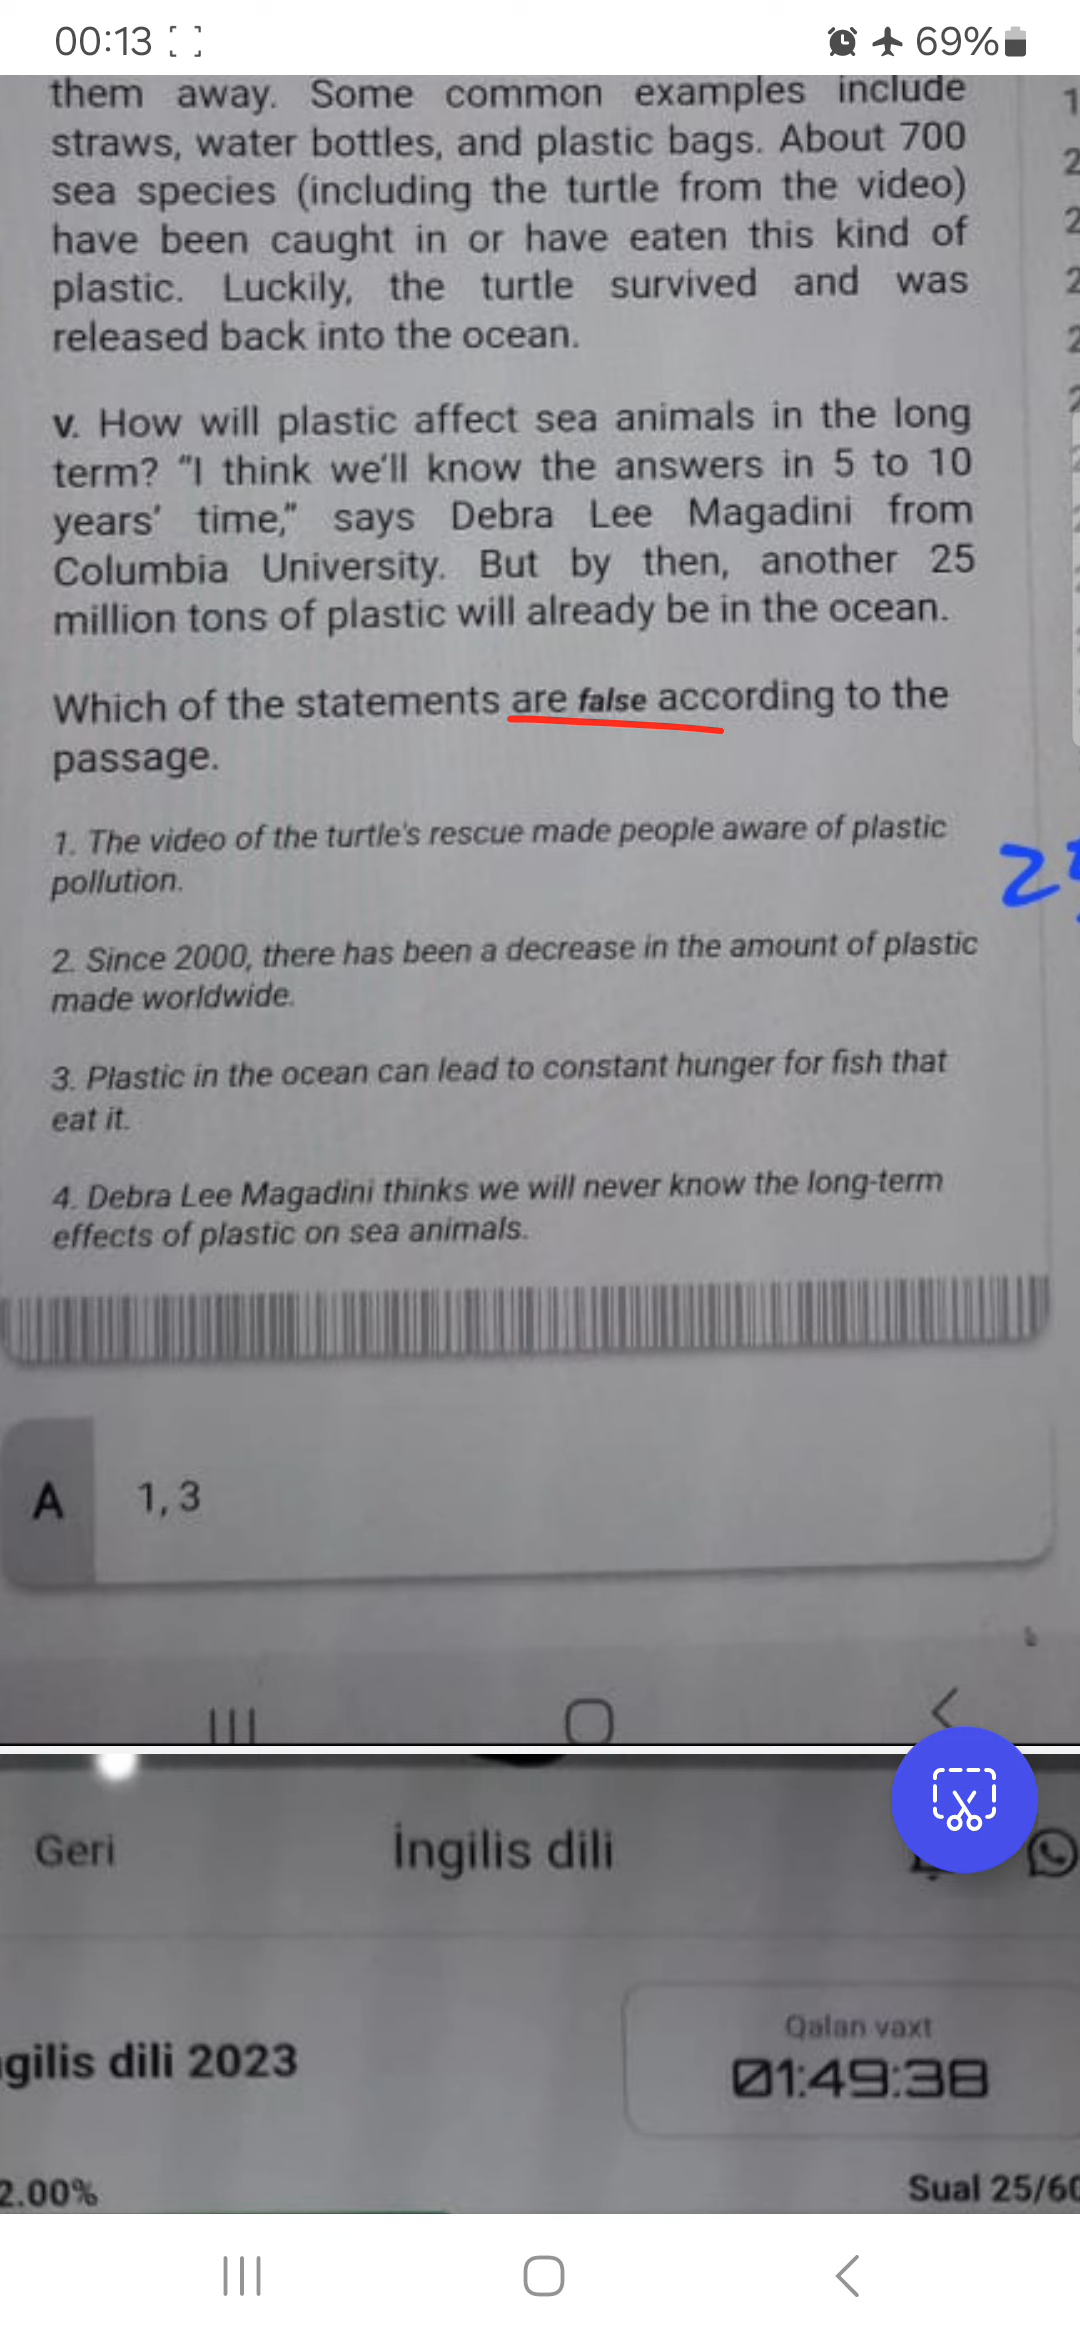 00:13
69%
them away. Some common examples include
straws, water bottles, and plastic bags. About 700
sea species (including the turtle from the video)
have been caught in or have eaten this kind of
plastic. Luckily, the turtle survived and was
released back into the ocean.
v. How will plastic affect sea animals in the long
term? "I think we'll know the answers in 5 to 10
years' time," says Debra Lee Magadini from
Columbia University. But by then, another 25
million tons of plastic will already be in the ocean.
Which of the statements are false according to the
passage.
1. The video of the turtle's rescue made people aware of plastic
pollution.
2. Since 2000, there has been a decrease in the amount of plastic
made worldwide.
3. Plastic in the ocean can lead to constant hunger for fish that
eat it.
4. Debra Lee Magadini thinks we will never know the long-term
effects of plastic on sea animals.
A 1, 3
Geri
İngilis dili
gilis dili 2023
Qalan vaxt
01:49:38
2.00%
Sual 25/60